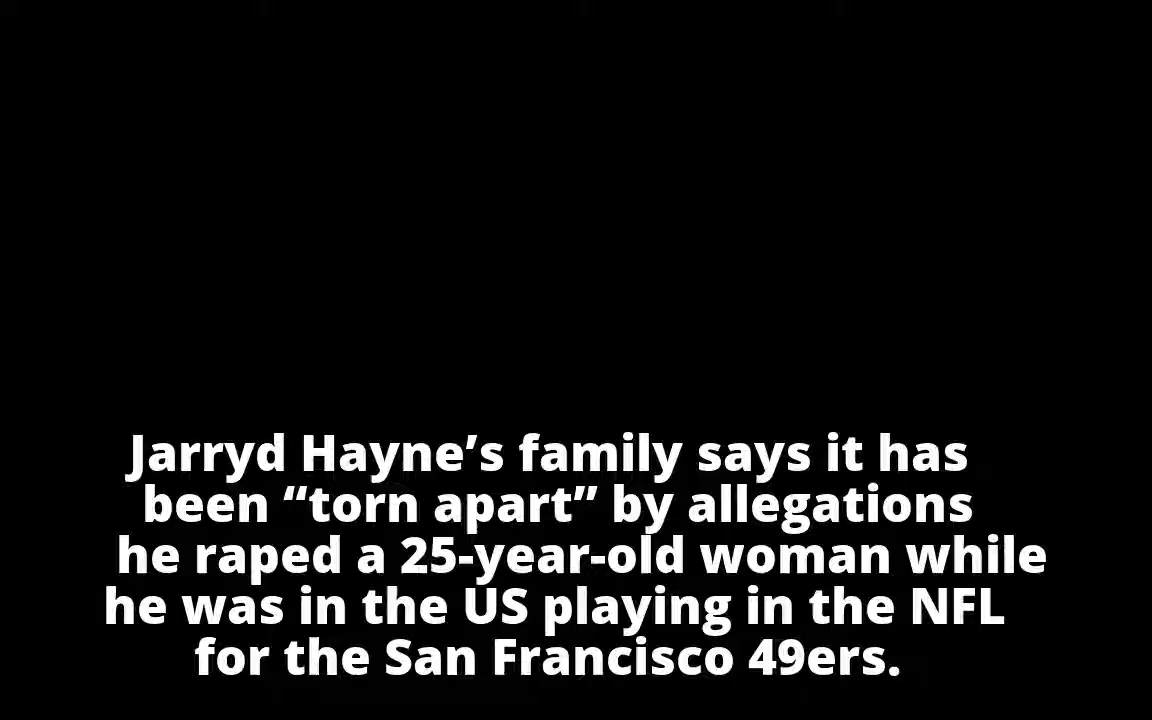 Jarryd Hayne’s family says it has
been “torn apart” by allegations
he raped a 25-year-old woman while
he was in the US playing in the NFL
for the San Francisco 49ers.